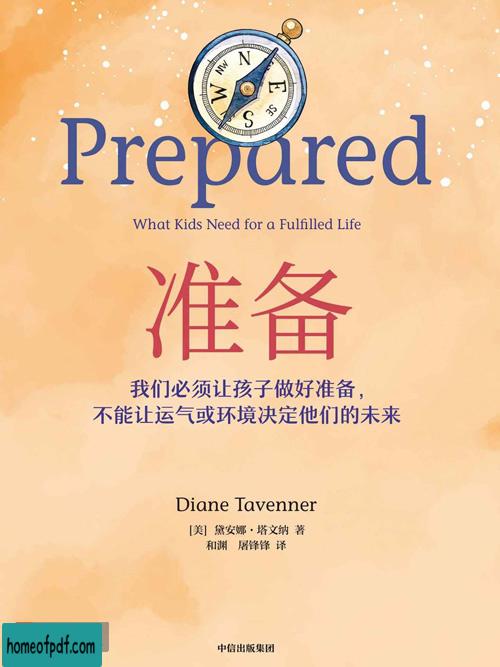 N
NW
E
W
SE
S
Prepared
What Kids Need for a Fulfilled Life
准备
我们必须让孩子做好准备，
不能让运气或环境决定他们的未来
Diane Tavenner
[美] 黛安娜·塔文纳 著
和渊 屠锋锋 译
中信出版集团
homeofpdf.com